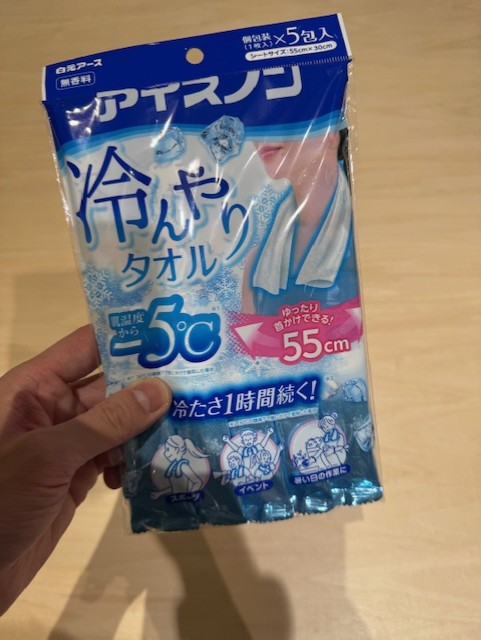 個包装
(1枚入)
×5包入
シートサイズ:55cm×30cm
白元アース
無香料
アイスノン
冷んやり
タオル
肌温度
から
-5℃
ゆったり
首かけできる!
55cm
冷たさ1時間続く!
スポーツ
イベント
暑い日の作業に